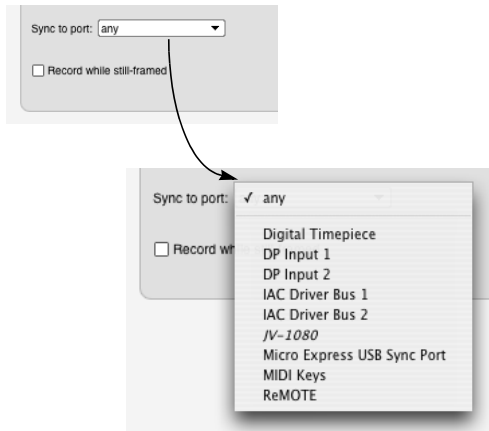 Sync to port: any
Record while still-framed
Sync to port: ✓ any
Record wh
Digital Timepiece
DP Input 1
DP Input 2
IAC Driver Bus 1
IAC Driver Bus 2
JV-1080
Micro Express USB Sync Port
MIDI Keys
ReMOTE